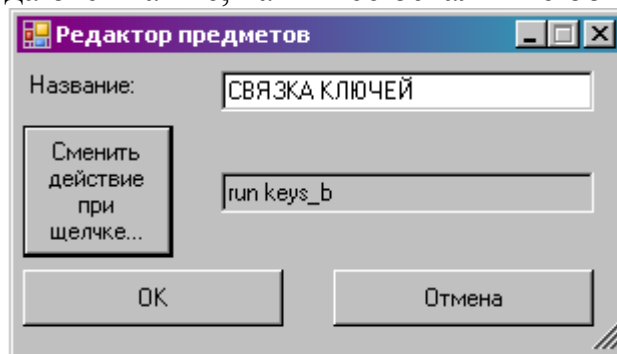 Редактор предметов
Название:
СВЯЗКА КЛЮЧЕЙ
Сменить
действие
при
щелчке...
run keys_b
OK
Отмена